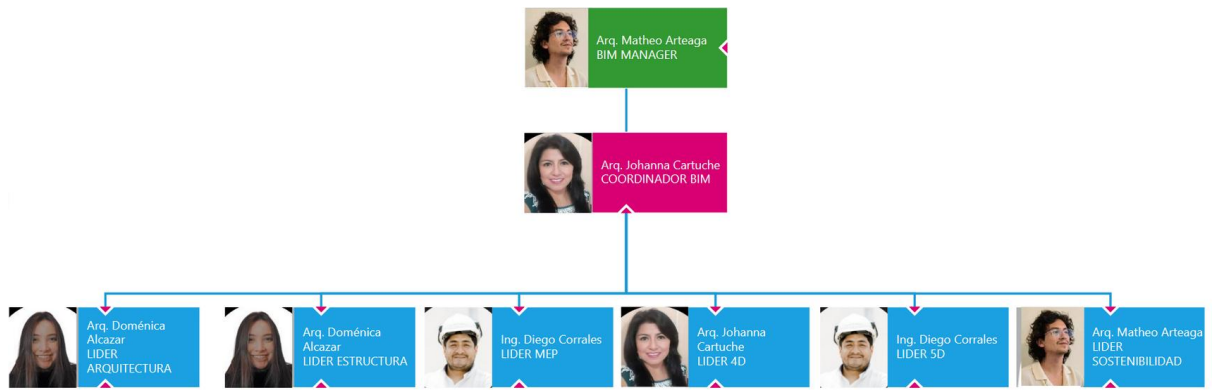 Arq. Matheo Arteaga
BIM MANAGER
Arq. Johanna Cartuche
COORDINADOR BIM
Arq. Doménica
Alcazar
LIDER
ARQUITECTURA
Arq. Doménica
Alcazar
LIDER ESTRUCTURA
Ing. Diego Corrales
LIDER MEP
Arq. Johanna
Cartuche
LIDER 4D
Ing. Diego Corrales
LIDER 5D
Arq. Matheo Arteaga
LIDER
SOSTENIBILIDAD